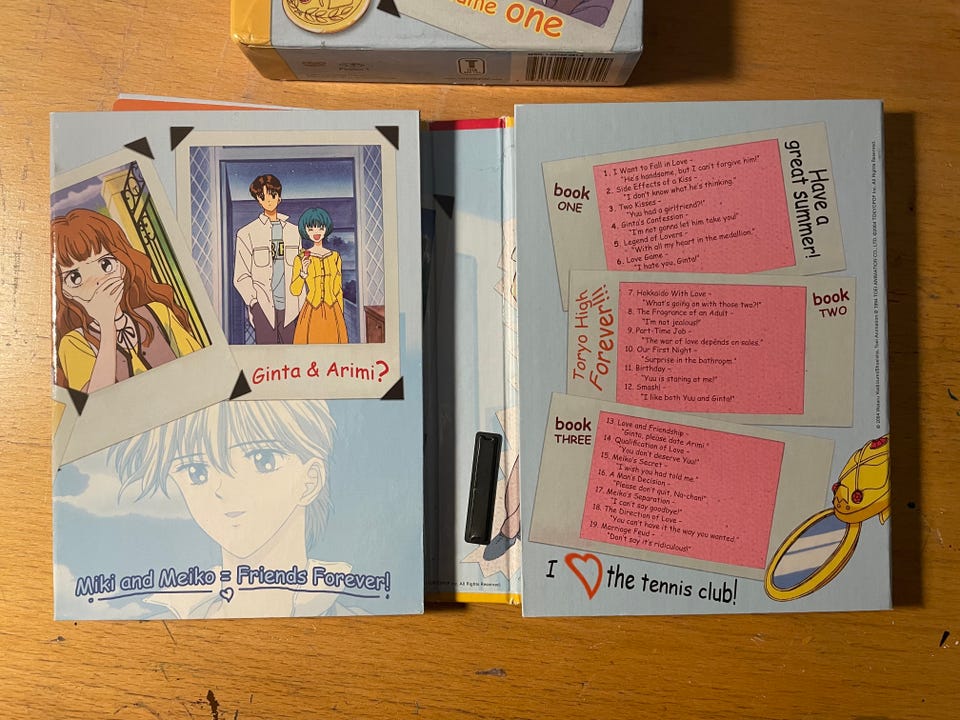 ume one
Ginta & Arimi?
Miki and Meiko = Friends Forever!
book
ONE
1. I Want to Fall in Love -
"He's handsome, but I can't forgive him!"
2. Side Effects of a Kiss -
"I don't know what he's thinking."
3. Two Kisses -
"Yuu had a girlfriend?!"
4. Ginta's Confession -
"I'm not gonna let him take you!"
5. Legend of Lovers -
"With all my heart in the medallion."
6. Love Game -
"I hate you, Ginta!"
Have a
great summer!
Toryo High
Forever!!!
7. Hokkaido With Love -
"What's going on with those two?!"
8. The Fragrance of an Adult -
"I'm not jealous!"
9. Part-Time Job -
"The war of love depends on sales."
10. Our First Night -
"Surprise in the bathroom."
11. Birthday -
"Yuu is staring at me!"
12. Smash! -
"I like both Yuu and Ginta!"
book
TWO
book
THREE
13. Love and Friendship -
"Ginta, please date Arimi."
14. Qualification of Love -
"You don't deserve Yuu!"
15. Meiko's Secret -
"I wish you had told me."
16. A Man's Decision -
"Please don't quit, Na-chan!"
17. Meiko's Separation -
"I can't say goodbye!"
18. The Direction of Love -
"You can't have it the way you wanted."
19. Marriage Feud -
"Don't say it's ridiculous!"
I the tennis club!
Inc. All Rights Reserved.